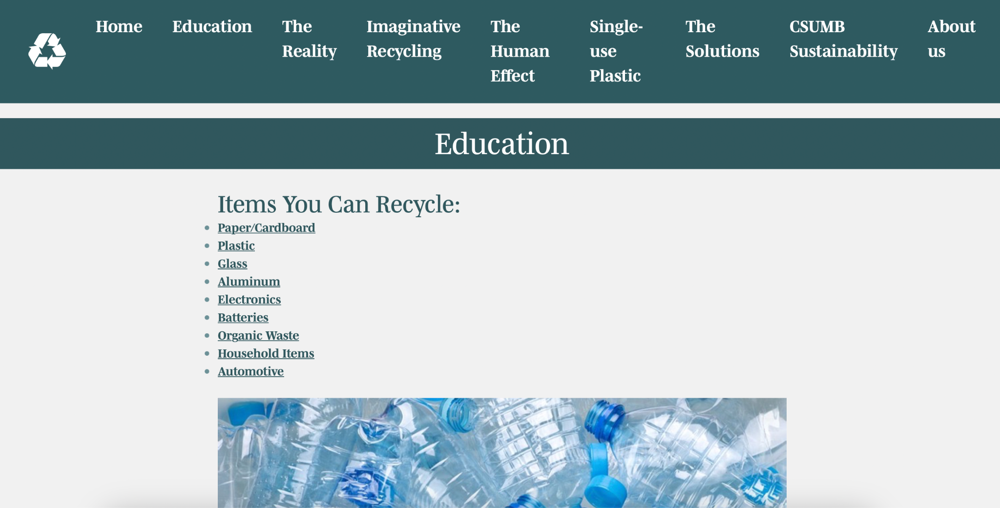 Home
Education
The
Reality
Imaginative
Recycling
The
Human
Effect
Single-
use
Plastic
The
Solutions
CSUMB
Sustainability
About
us
Education
Items You Can Recycle:
Paper/Cardboard
Plastic
Glass
Aluminum
Electronics
Batteries
Organic Waste
Household Items
Automotive